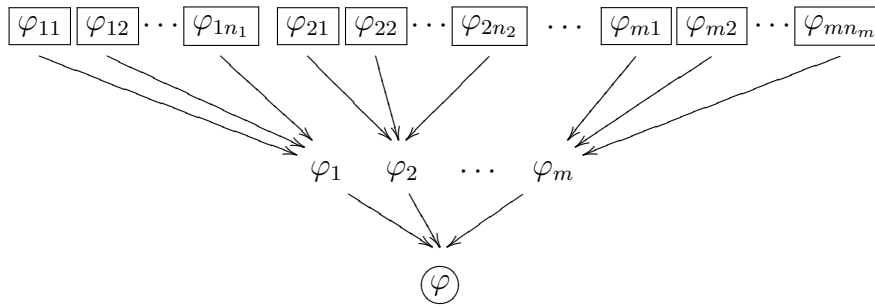 φ₁₁ φ₁₂ ⋯ φ₁ₙ₁ φ₂₁ φ₂₂ ⋯ φ₂ₙ₂ ⋯ φₘ₁ φₘ₂ ⋯ φₘₙₘ
φ₁ φ₂ ⋯ φₘ
φ